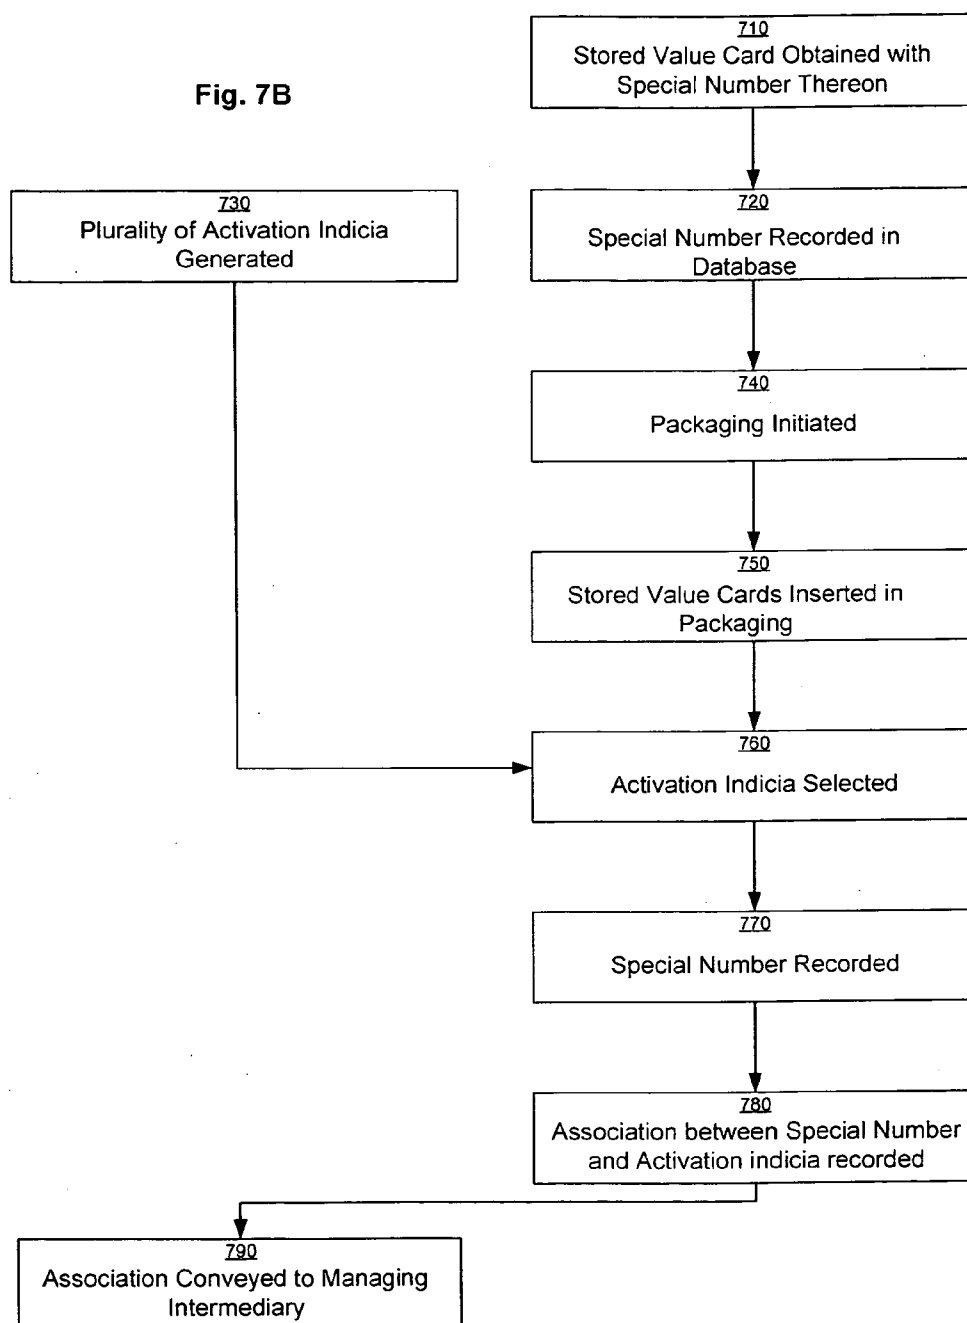 Fig. 7B
710
Stored Value Card Obtained with
Special Number Thereon
730
Plurality of Activation Indicia
Generated
720
Special Number Recorded in
Database
740
Packaging Initiated
750
Stored Value Cards Inserted in
Packaging
760
Activation Indicia Selected
770
Special Number Recorded
780
Association between Special Number
and Activation indicia recorded
790
Association Conveyed to Managing
Intermediary